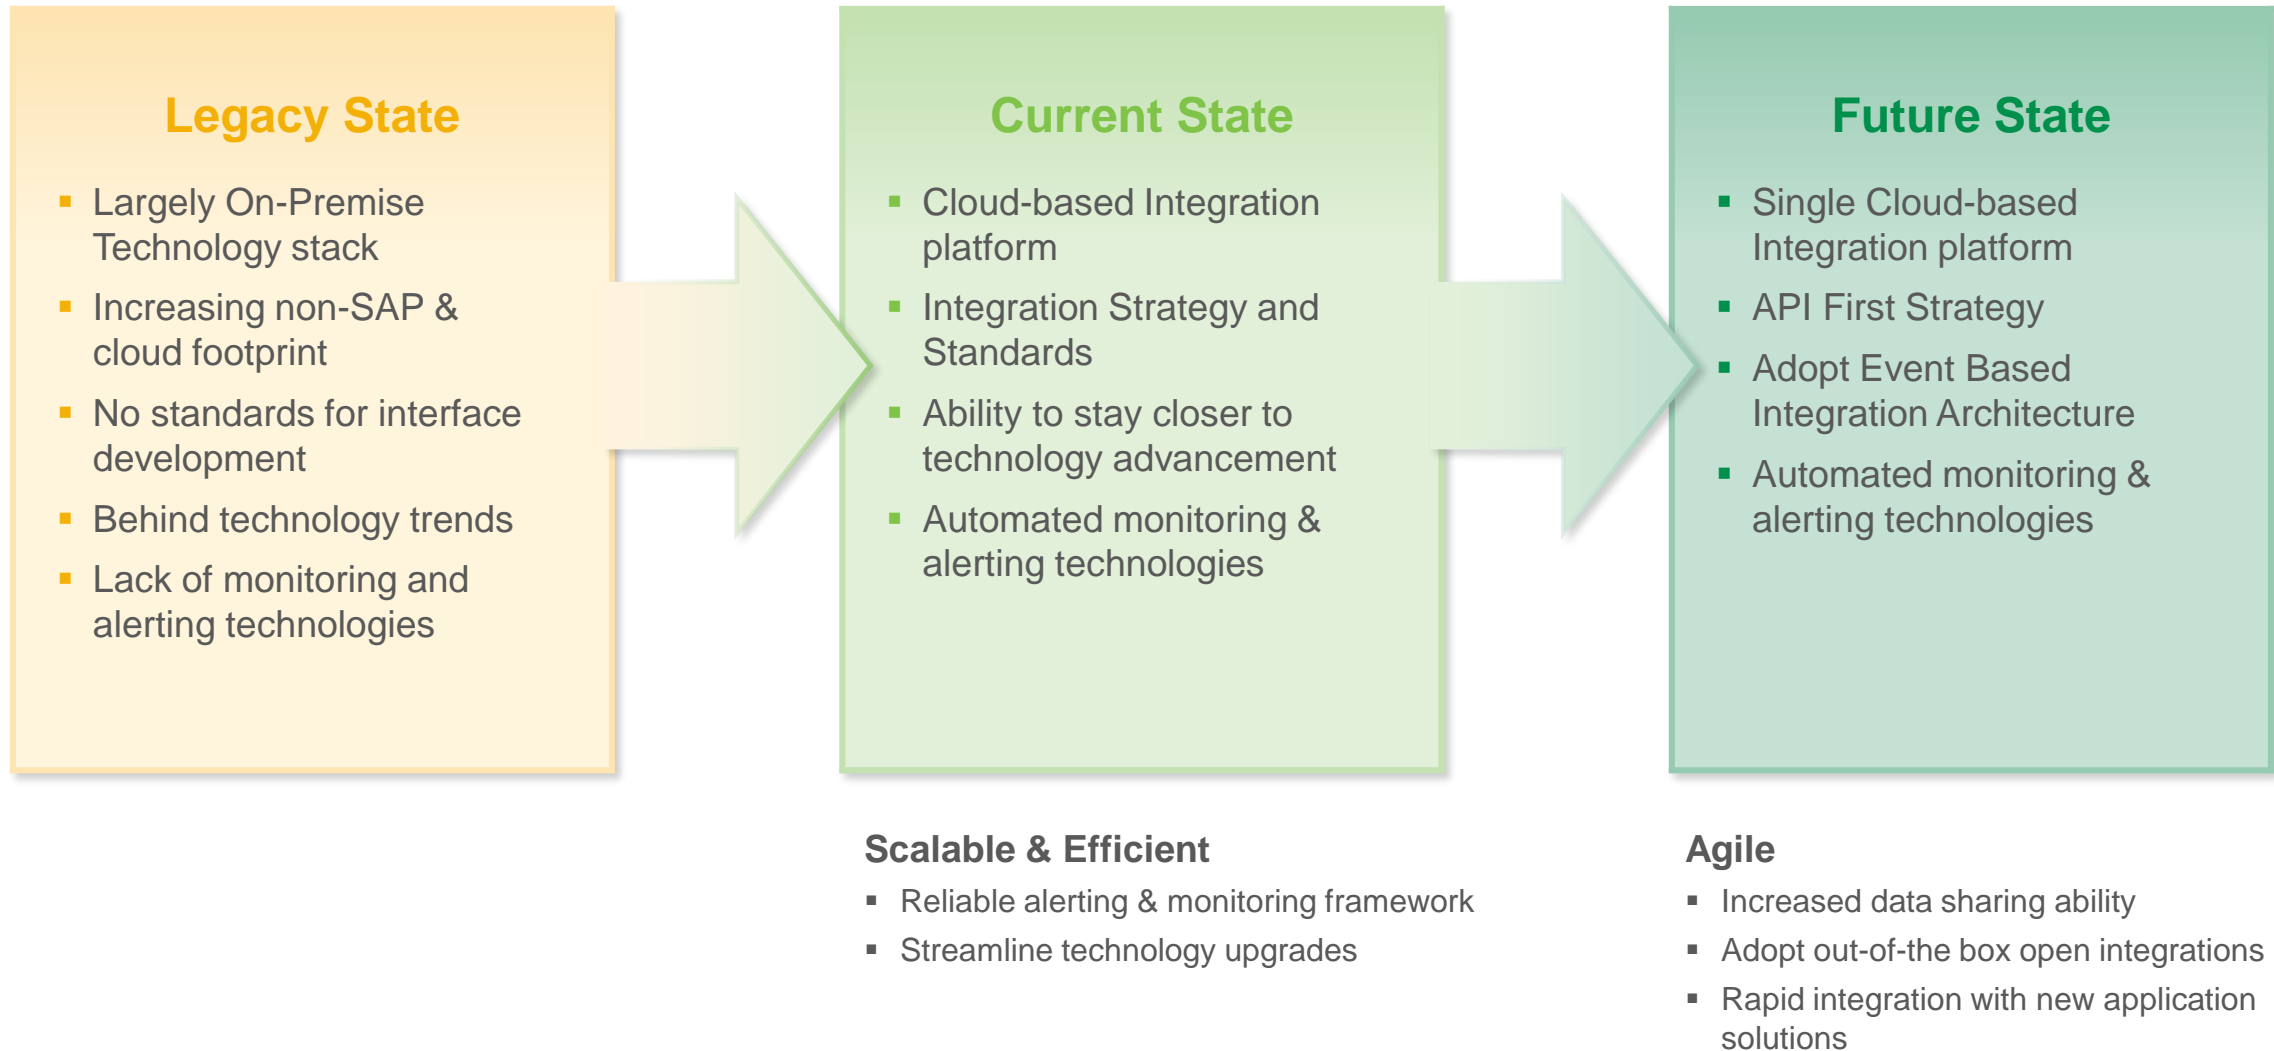 Legacy State
▪ Largely On-Premise
Technology stack
▪ Increasing non-SAP &
cloud footprint
▪ No standards for interface
development
▪ Behind technology trends
▪ Lack of monitoring and
alerting technologies
Current State
▪ Cloud-based Integration
platform
▪ Integration Strategy and
Standards
▪ Ability to stay closer to
technology advancement
▪ Automated monitoring &
alerting technologies
Future State
▪ Single Cloud-based
Integration platform
▪ API First Strategy
▪ Adopt Event Based
Integration Architecture
▪ Automated monitoring &
alerting technologies
Scalable & Efficient
▪ Reliable alerting & monitoring framework
▪ Streamline technology upgrades
Agile
▪ Increased data sharing ability
▪ Adopt out-of-the box open integrations
▪ Rapid integration with new application
solutions